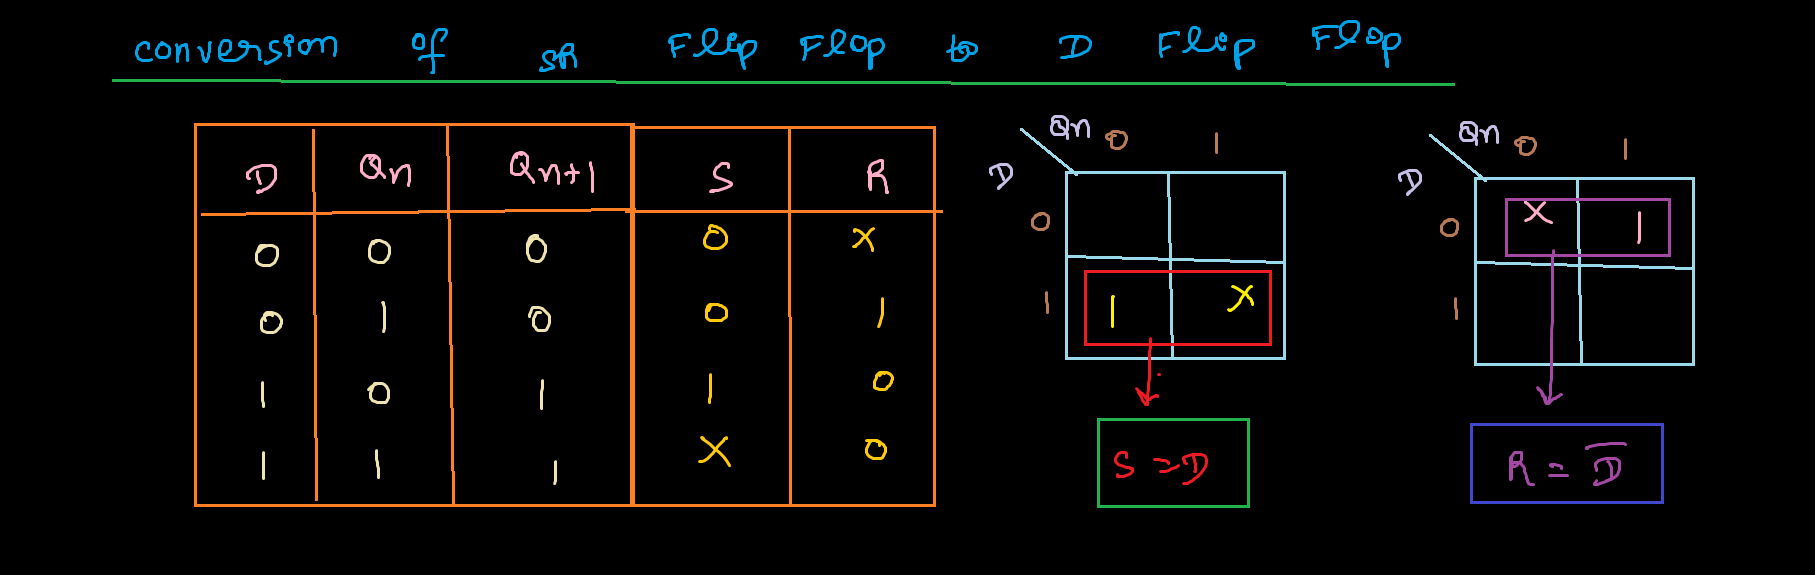 conversion of SR Flip Flop to D Flip Flop
D Qn Qn+1 S R
0 0 0 0 X
0 1 0 0 1
1 0 1 1 0
1 1 1 X 0
Qn 0 1
D
0
1 1 X
S = D
Qn 0 1
D
0 X 1
1
R = D̅